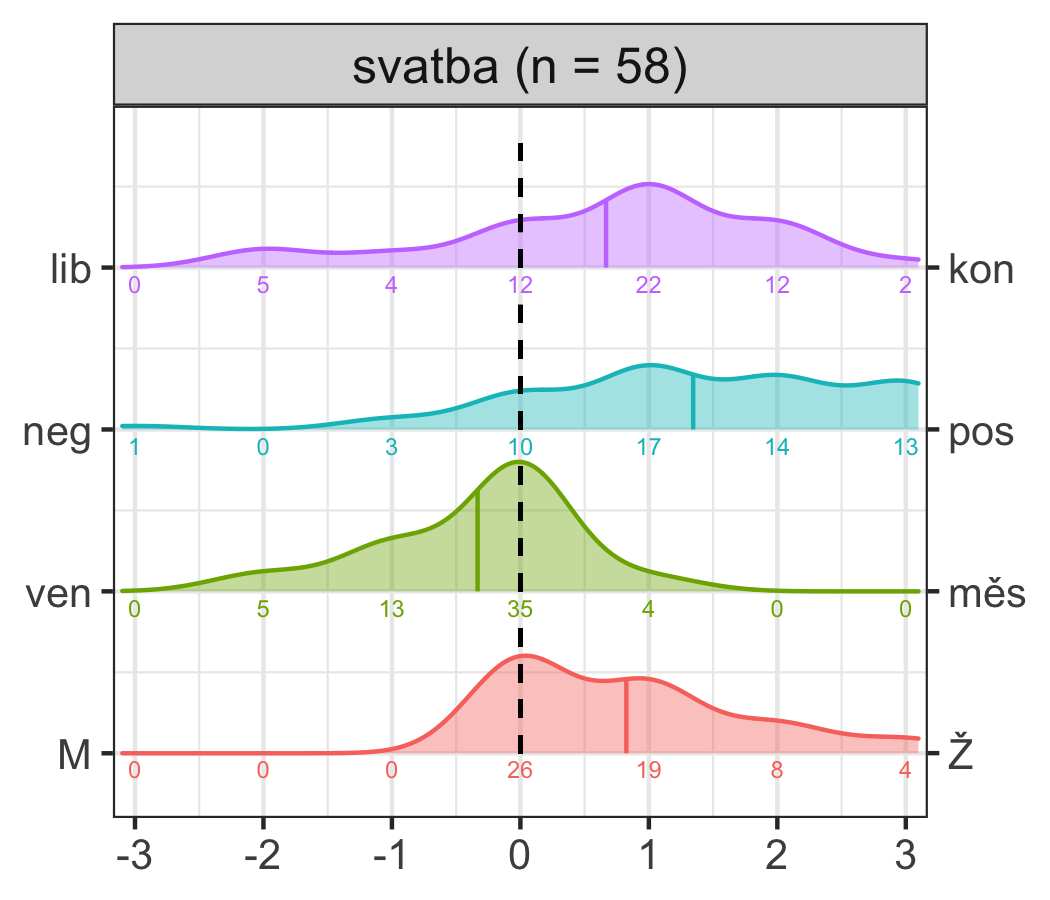 svatba (n = 58)
lib kon
0 5 4 12 22 12 2
neg pos
1 0 3 10 17 14 13
ven měs
0 5 13 35 4 0 0
M Ž
0 0 0 26 19 8 4
-3 -2 -1 0 1 2 3